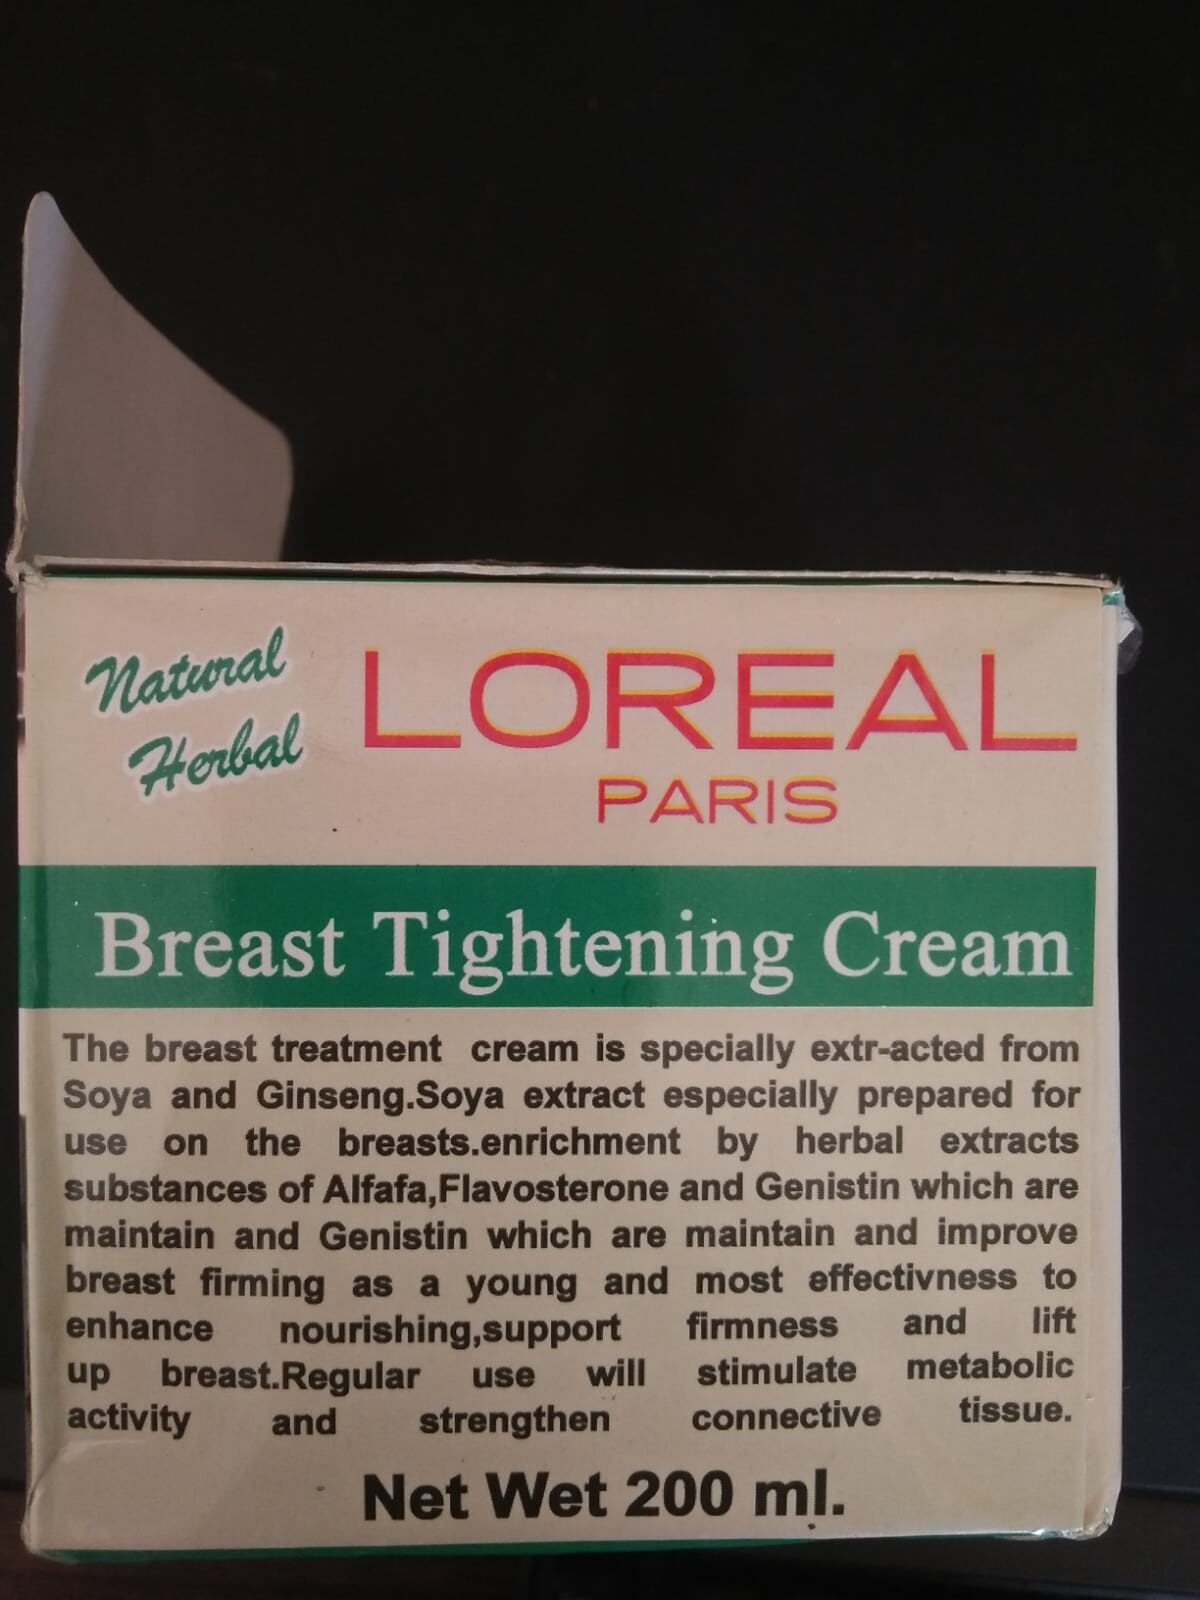 Natural
Herbal
LOREAL
PARIS
Breast Tightening Cream
The breast treatment cream is specially extr-acted from
Soya and Ginseng.Soya extract especially prepared for
use on the breasts.enrichment by herbal extracts
substances of Alfafa,Flavosterone and Genistin which are
maintain and Genistin which are maintain and improve
breast firming as a young and most effectivness to
enhance nourishing,support firmness and lift
up breast.Regular use will stimulate metabolic
activity and strengthen connective tissue.
Net Wet 200 ml.